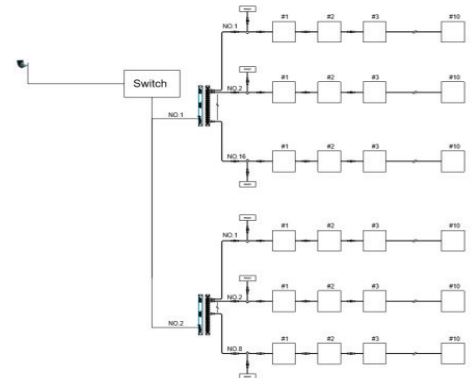 NO.1 #1 #2 #3 #10
Switch
NO.1
NO.2 #1 #2 #3 #10
NO.16 #1 #2 #3 #10
NO.1 #1 #2 #3 #10
NO.2 #1 #2 #3 #10
NO.2
NO.8 #1 #2 #3 #10